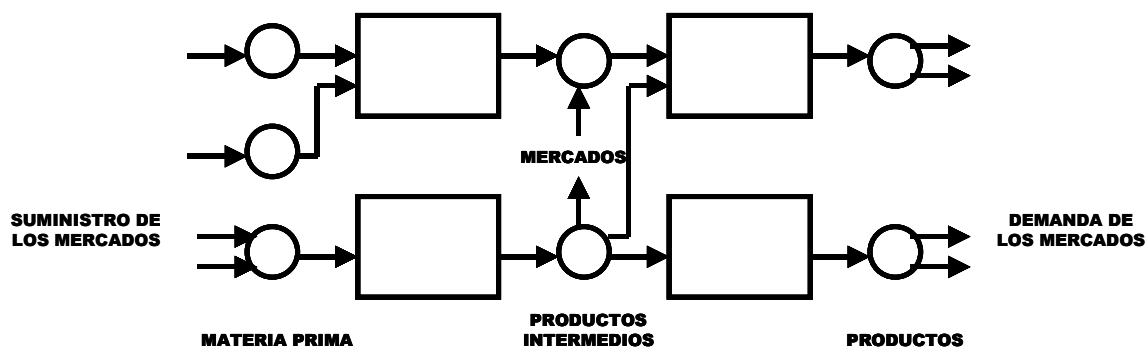 MERCADOS
SUMINISTRO DE
LOS MERCADOS
DEMANDA DE
LOS MERCADOS
MATERIA PRIMA
PRODUCTOS
INTERMEDIOS
PRODUCTOS